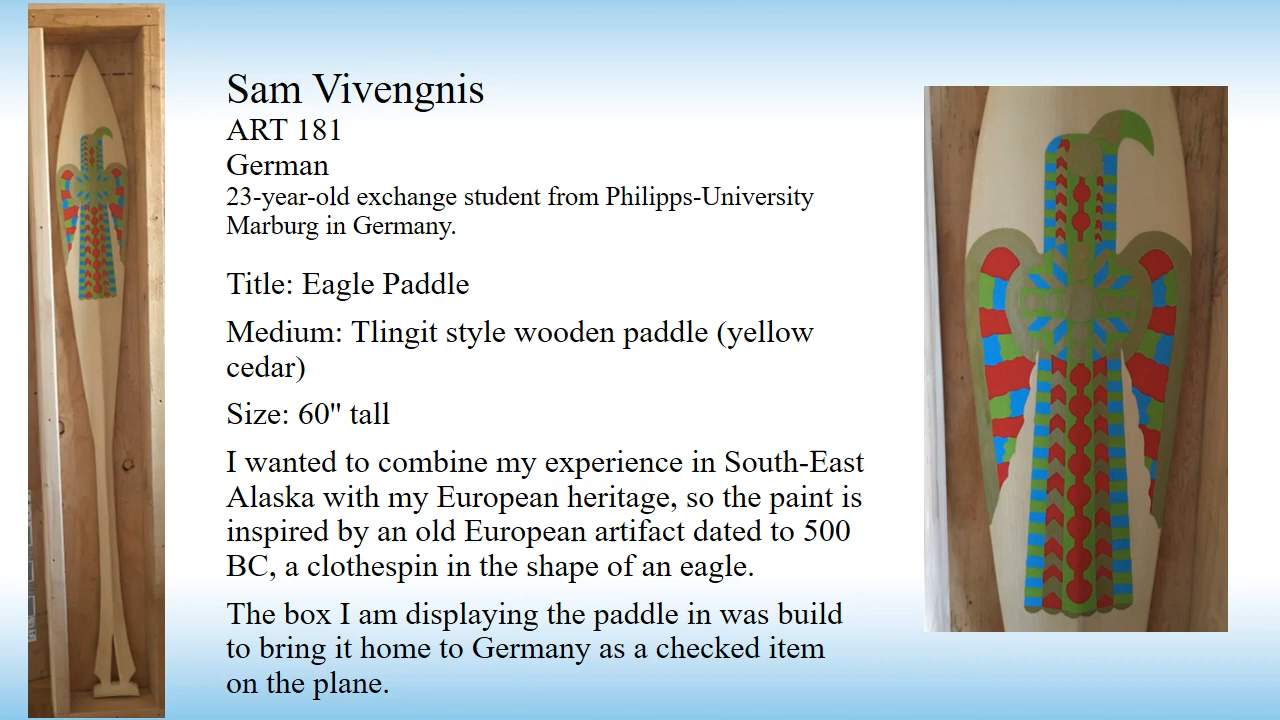 Sam Vivengnis
ART 181
German
23-year-old exchange student from Philipps-University
Marburg in Germany.
Title: Eagle Paddle
Medium: Tlingit style wooden paddle (yellow
cedar)
Size: 60" tall
I wanted to combine my experience in South-East
Alaska with my European heritage, so the paint is
inspired by an old European artifact dated to 500
BC, a clothespin in the shape of an eagle.
The box I am displaying the paddle in was build
to bring it home to Germany as a checked item
on the plane.